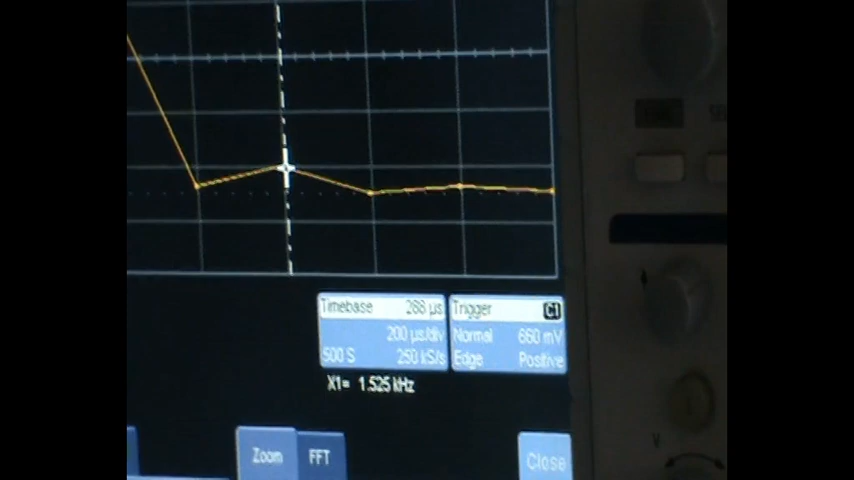 Timebase 288 µs
200 µs/div
500 S 250 kS/s
Trigger C1
Normal 660 mV
Edge Positive
X1= 1.525 kHz
Zoom FFT Close
V